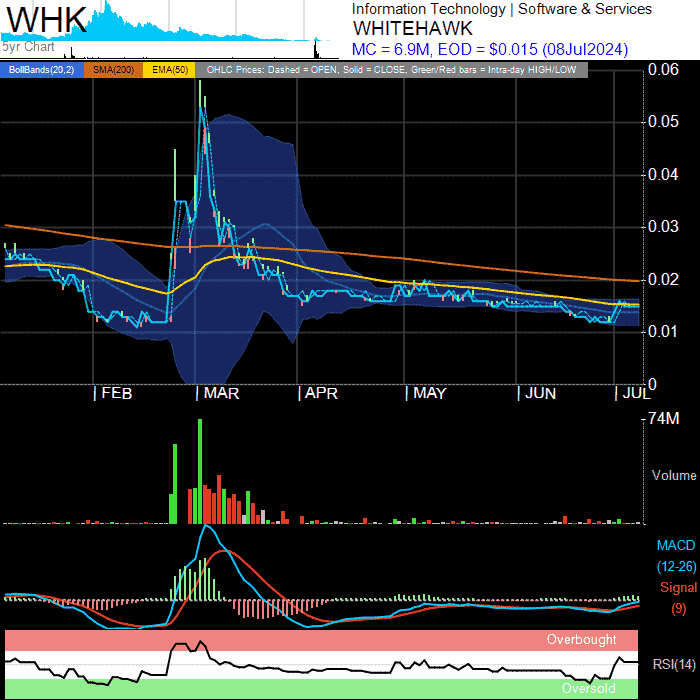 WHK
5yr Chart
Information Technology | Software & Services
WHITEHAWK
MC = 6.9M, EOD = $0.015 (08Jul2024)
BollBands(20,2) SMA(200) EMA(50) OHLC Prices: Dashed = OPEN, Solid = CLOSE, Green/Red bars = Intra-day HIGH/LOW
0.06
0.05
0.04
0.03
0.02
0.01
0
| FEB | MAR | APR | MAY | JUN | JUL
74M
Volume
MACD
(12-26)
Signal
(9)
Overbought
RSI(14)
Oversold